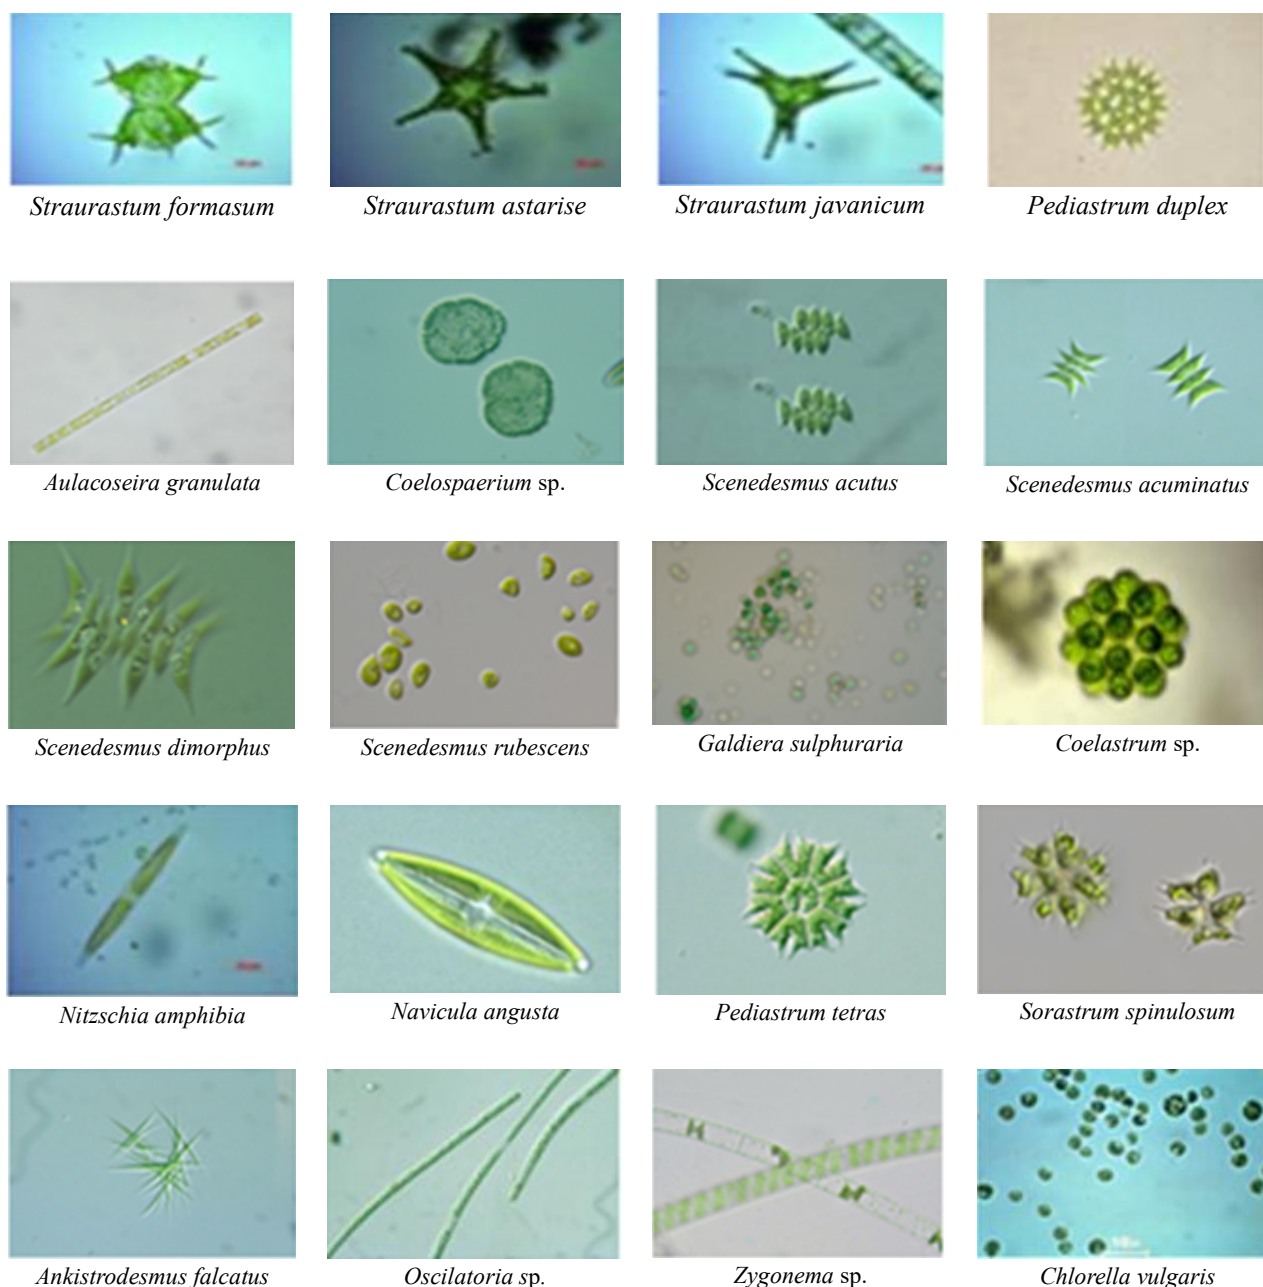 Straurastum formasum
Straurastum astarise
Straurastum javanicum
Pediastrum duplex
Aulacoseira granulata
Coelospaerium sp.
Scenedesmus acutus
Scenedesmus acuminatus
Scenedesmus dimorphus
Scenedesmus rubescens
Galdiera sulphuraria
Coelastrum sp.
Nitzschia amphibia
Navicula angusta
Pediastrum tetras
Sorastrum spinulosum
Ankistrodesmus falcatus
Oscilatoria sp.
Zygonema sp.
Chlorella vulgaris